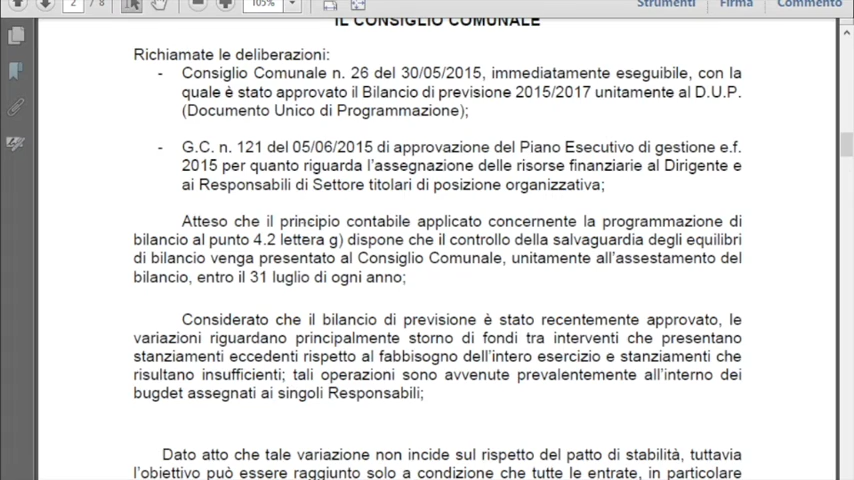 2 / 8
105%
Strumenti
Firma
Commento
IL CONSIGLIO COMUNALE
Richiamate le deliberazioni:
- Consiglio Comunale n. 26 del 30/05/2015, immediatamente eseguibile, con la
quale è stato approvato il Bilancio di previsione 2015/2017 unitamente al D.U.P.
(Documento Unico di Programmazione);
- G.C. n. 121 del 05/06/2015 di approvazione del Piano Esecutivo di gestione e.f.
2015 per quanto riguarda l'assegnazione delle risorse finanziarie al Dirigente e
ai Responsabili di Settore titolari di posizione organizzativa;
Atteso che il principio contabile applicato concernente la programmazione di
bilancio al punto 4.2 lettera g) dispone che il controllo della salvaguardia degli equilibri
di bilancio venga presentato al Consiglio Comunale, unitamente all'assestamento del
bilancio, entro il 31 luglio di ogni anno;
Considerato che il bilancio di previsione è stato recentemente approvato, le
variazioni riguardano principalmente storno di fondi tra interventi che presentano
stanziamenti eccedenti rispetto al fabbisogno dell'intero esercizio e stanziamenti che
risultano insufficienti; tali operazioni sono avvenute prevalentemente all'interno dei
bugdet assegnati ai singoli Responsabili;
Dato atto che tale variazione non incide sul rispetto del patto di stabilità, tuttavia
l'obiettivo può essere raggiunto solo a condizione che tutte le entrate, in particolare